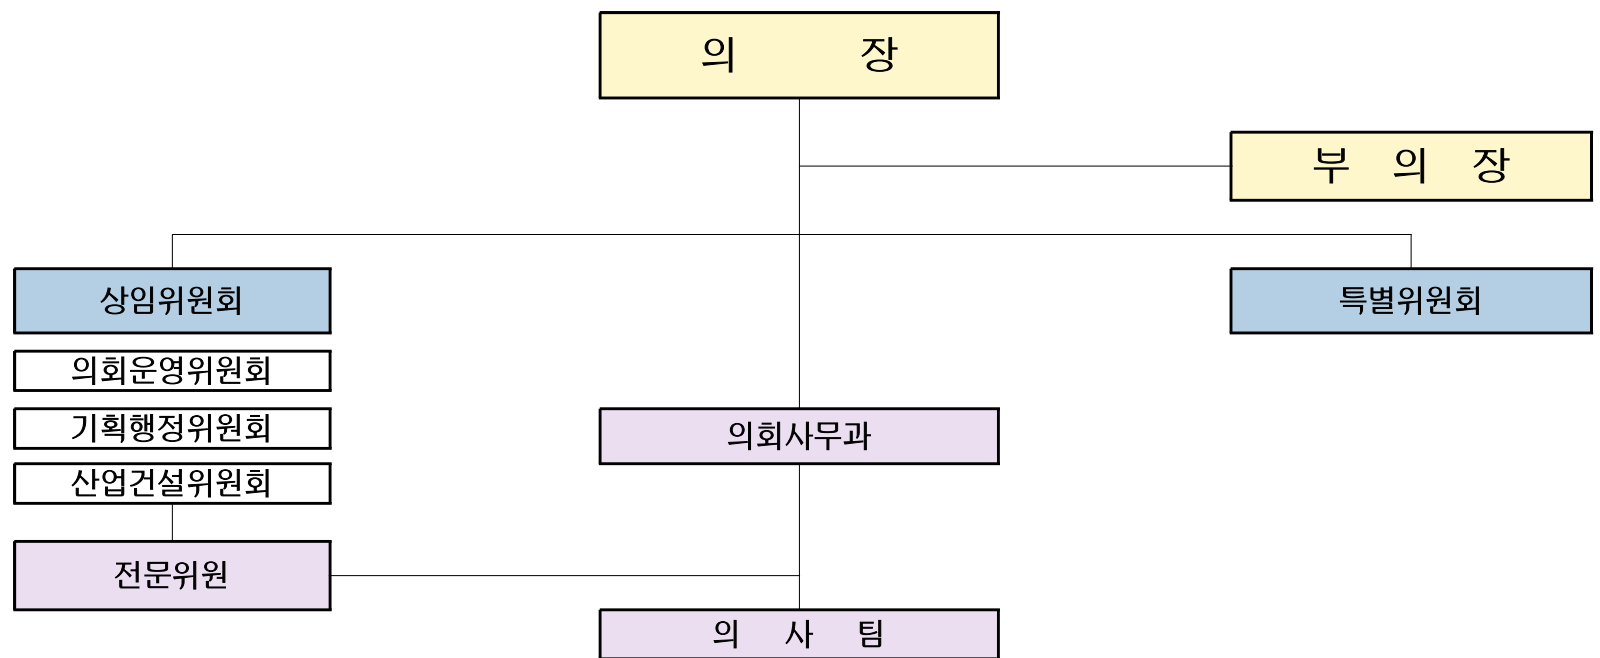 의 장
부 의 장
상임위원회
특별위원회
의회운영위원회
기획행정위원회
의회사무과
산업건설위원회
전문위원
의 사 팀